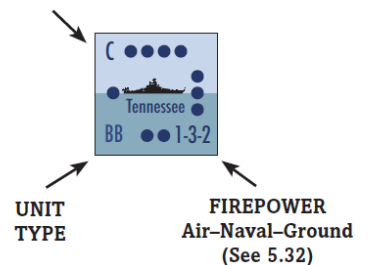 C
Tennessee
BB 1-3-2
UNIT
TYPE
FIREPOWER
Air–Naval–Ground
(See 5.32)